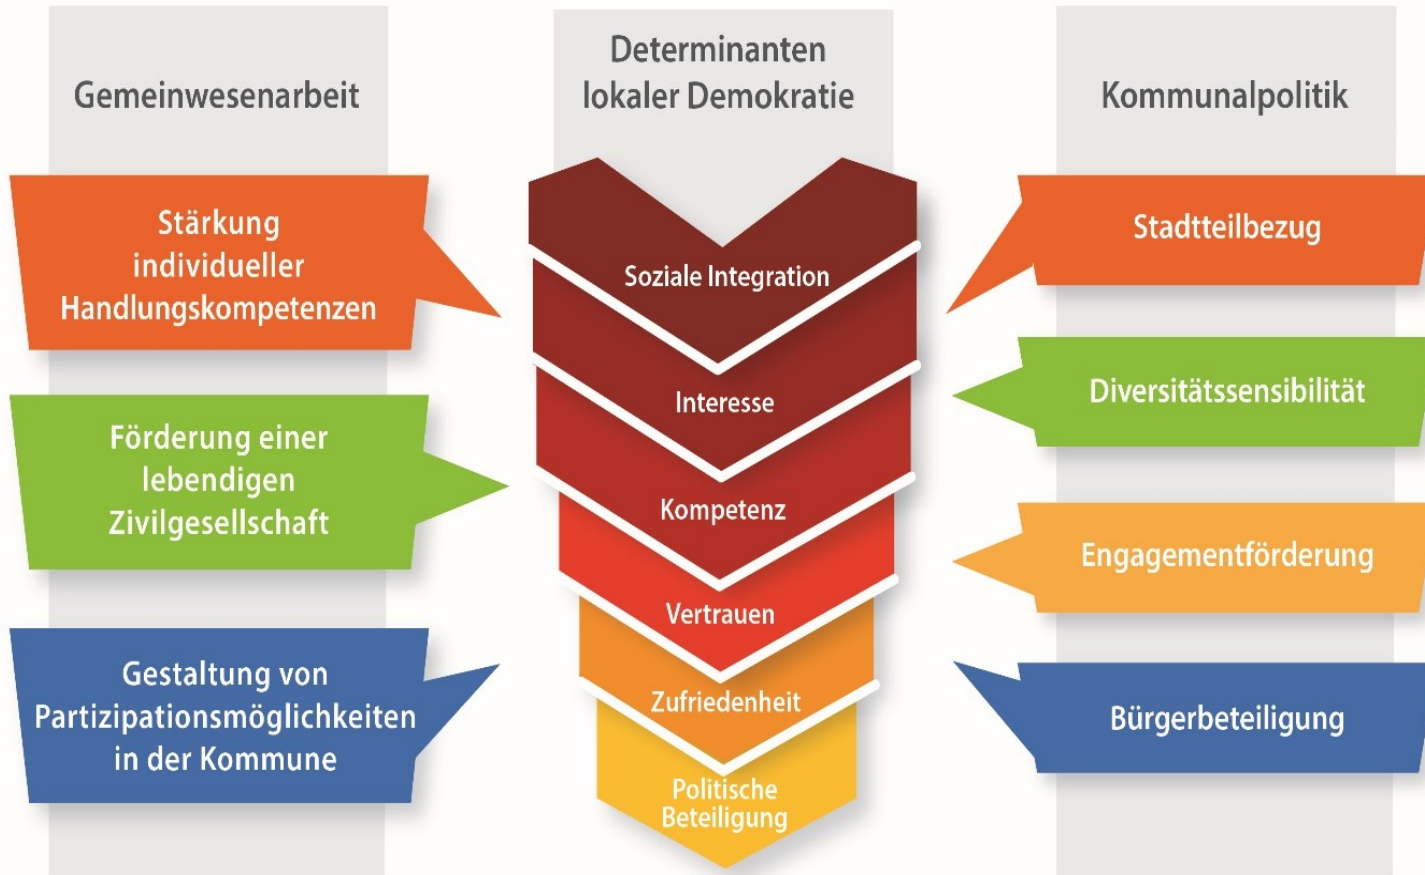 Gemeinwesenarbeit
Stärkung
individueller
Handlungskompetenzen
Förderung einer
lebendigen
Zivilgesellschaft
Gestaltung von
Partizipationsmöglichkeiten
in der Kommune
Determinanten
lokaler Demokratie
Soziale Integration
Interesse
Kompetenz
Vertrauen
Zufriedenheit
Politische
Beteiligung
Kommunalpolitik
Stadtteilbezug
Diversitätssensibilität
Engagementförderung
Bürgerbeteiligung